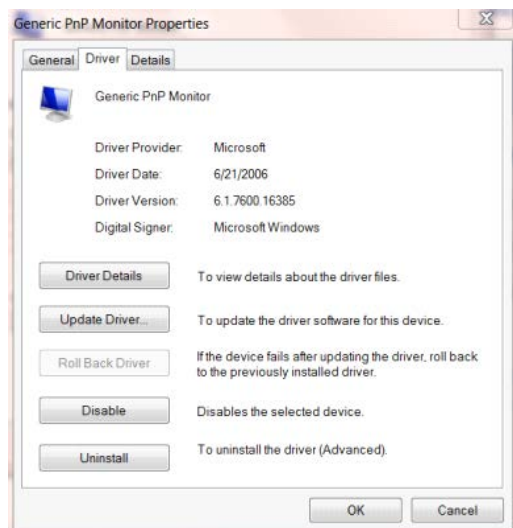 Generic PnP Monitor Properties
General Driver Details
Generic PnP Monitor
Driver Provider: Microsoft
Driver Date: 6/21/2006
Driver Version: 6.1.7600.16385
Digital Signer: Microsoft Windows
Driver Details To view details about the driver files.
Update Driver... To update the driver software for this device.
Roll Back Driver If the device fails after updating the driver, roll back
to the previously installed driver.
Disable Disables the selected device.
Uninstall To uninstall the driver (Advanced).
OK Cancel